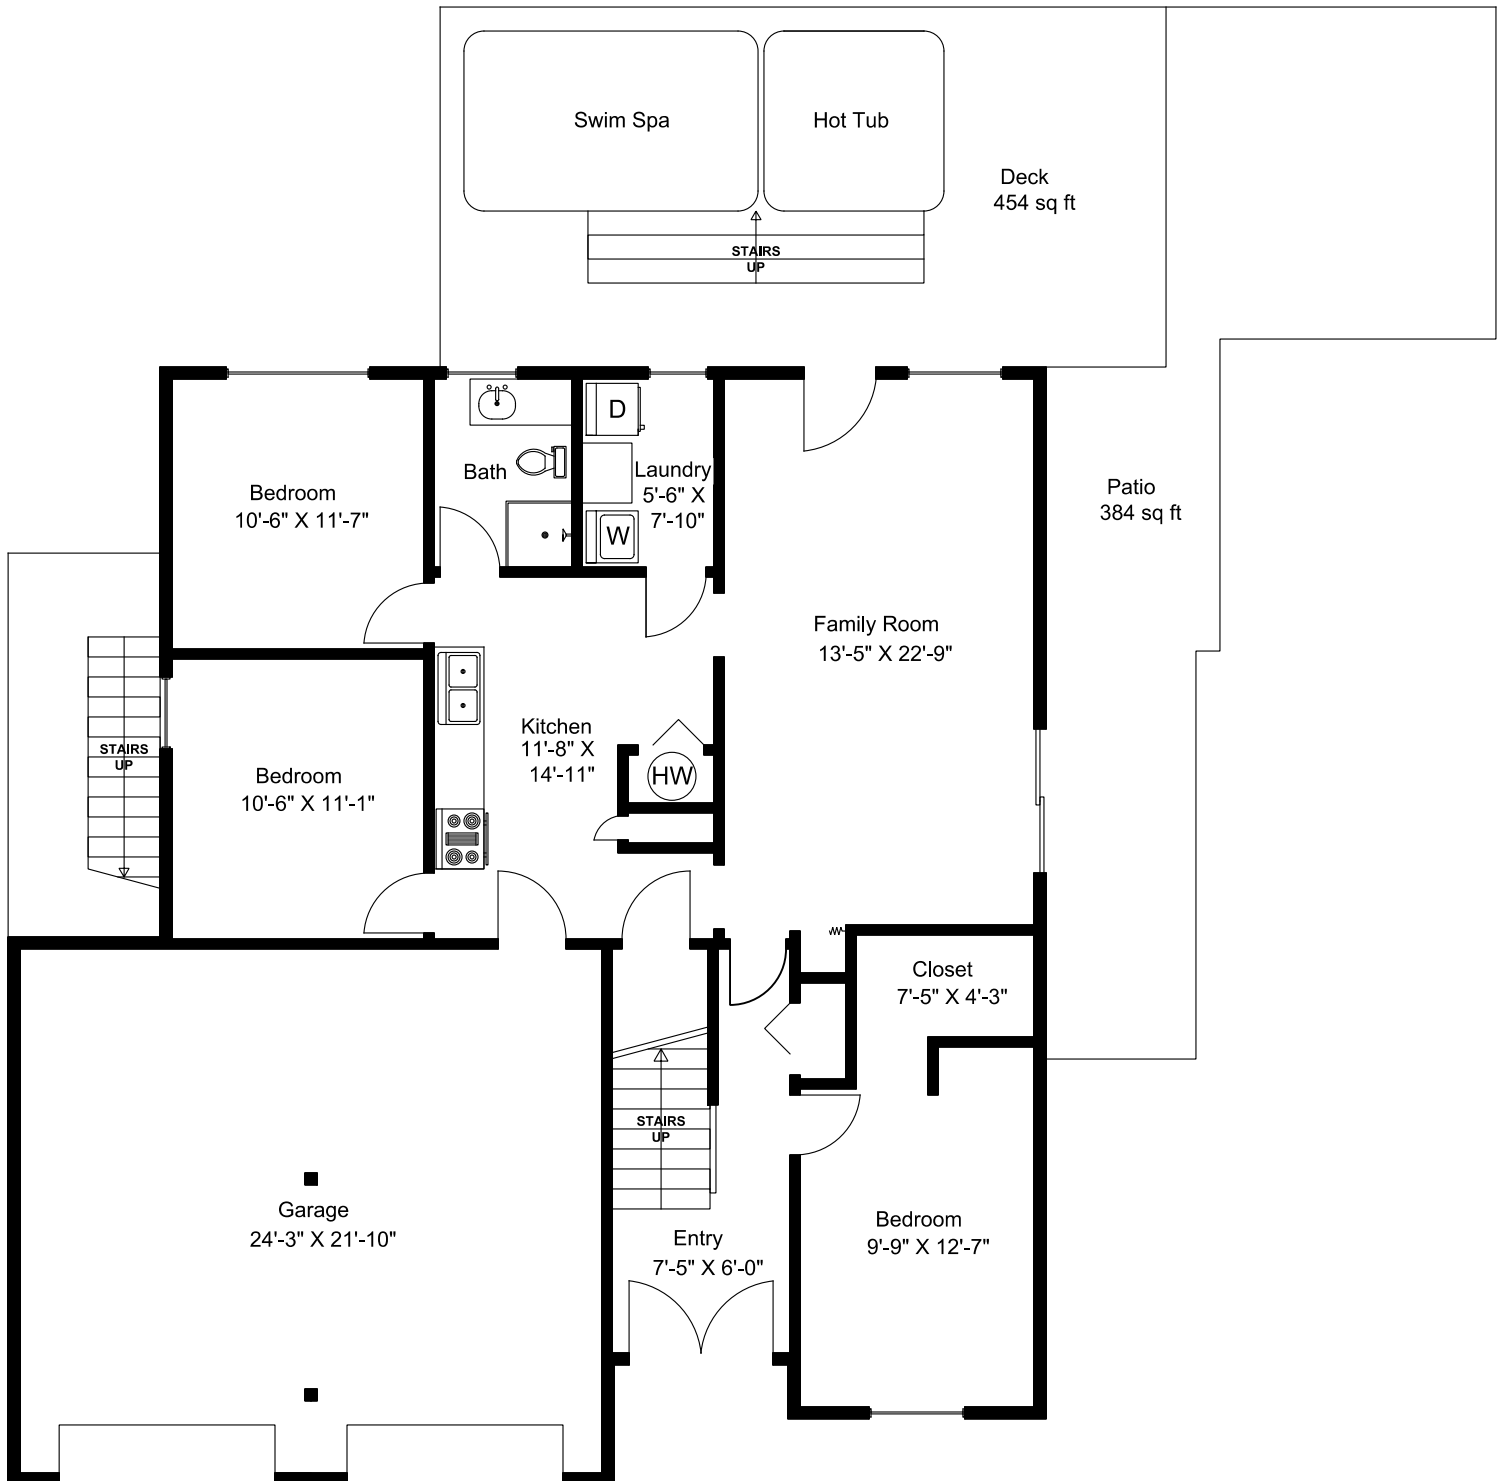 Swim Spa
Hot Tub
Deck
454 sq ft
STAIRS
UP
D
Bath
Laundry
5'-6" X
7'-10"
W
Bedroom
10'-6" X 11'-7"
Patio
384 sq ft
Family Room
13'-5" X 22'-9"
Kitchen
11'-8" X
14'-11"
HW
STAIRS
UP
Bedroom
10'-6" X 11'-1"
Closet
7'-5" X 4'-3"
STAIRS
UP
Garage
24'-3" X 21'-10"
Entry
7'-5" X 6'-0"
Bedroom
9'-9" X 12'-7"